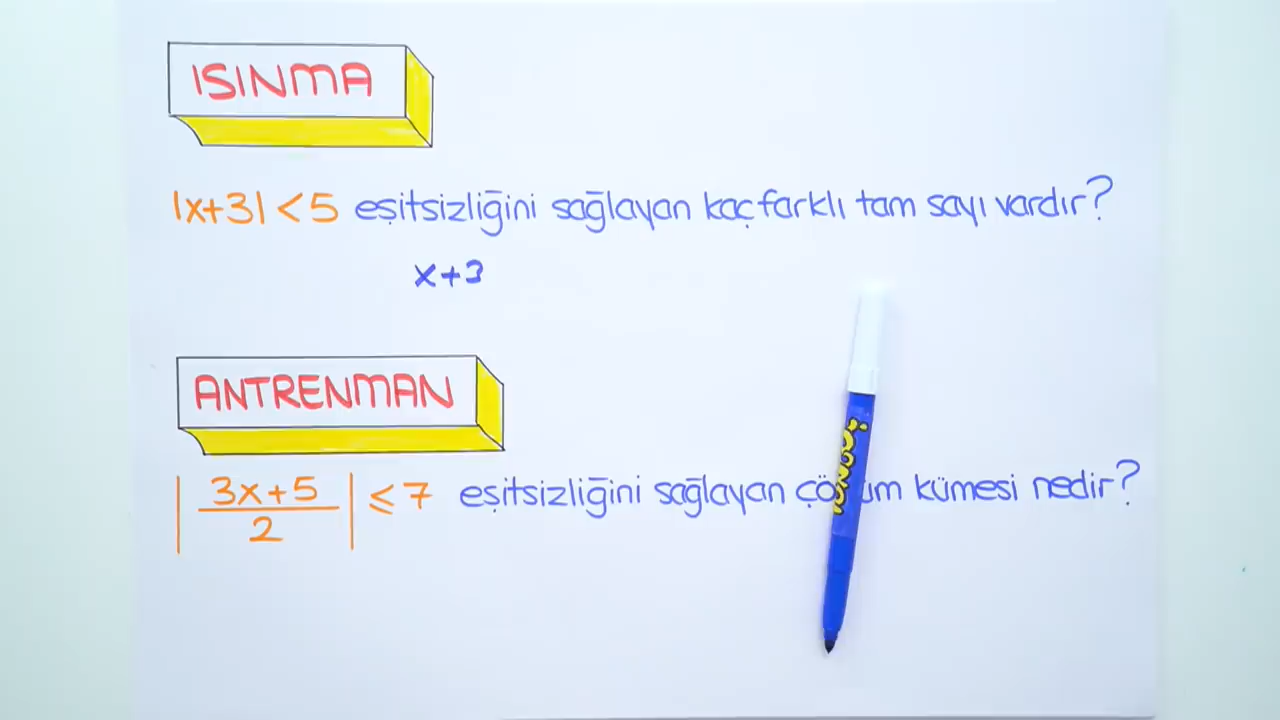 ISINMA
|x+3| < 5 eşitsizliğini sağlayan kaç farklı tam sayı vardır?
x+3
ANTRENMAN
| 3x+5 / 2 | ≤ 7 eşitsizliğini sağlayan kümesi nedir?